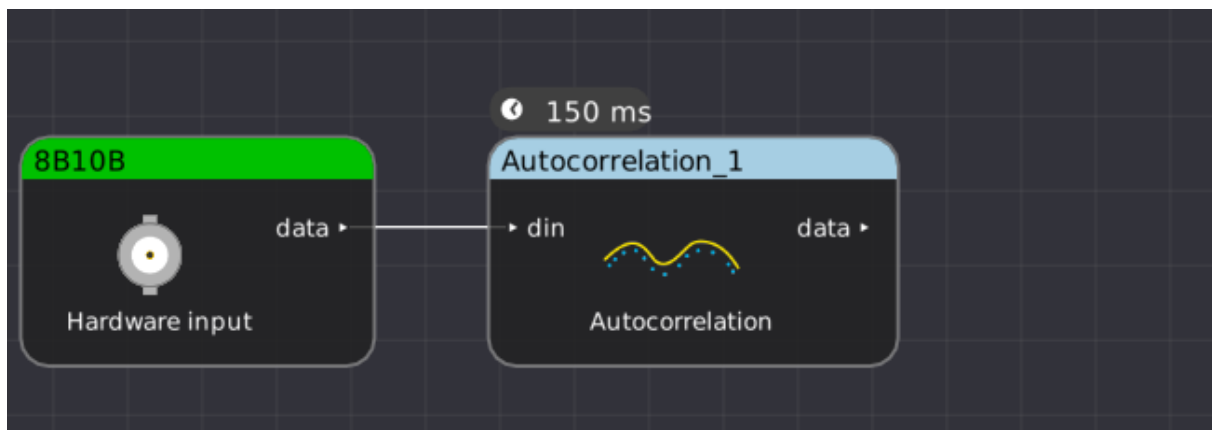 150 ms
8B10B
Autocorrelation_1
data
din
data
Hardware input
Autocorrelation